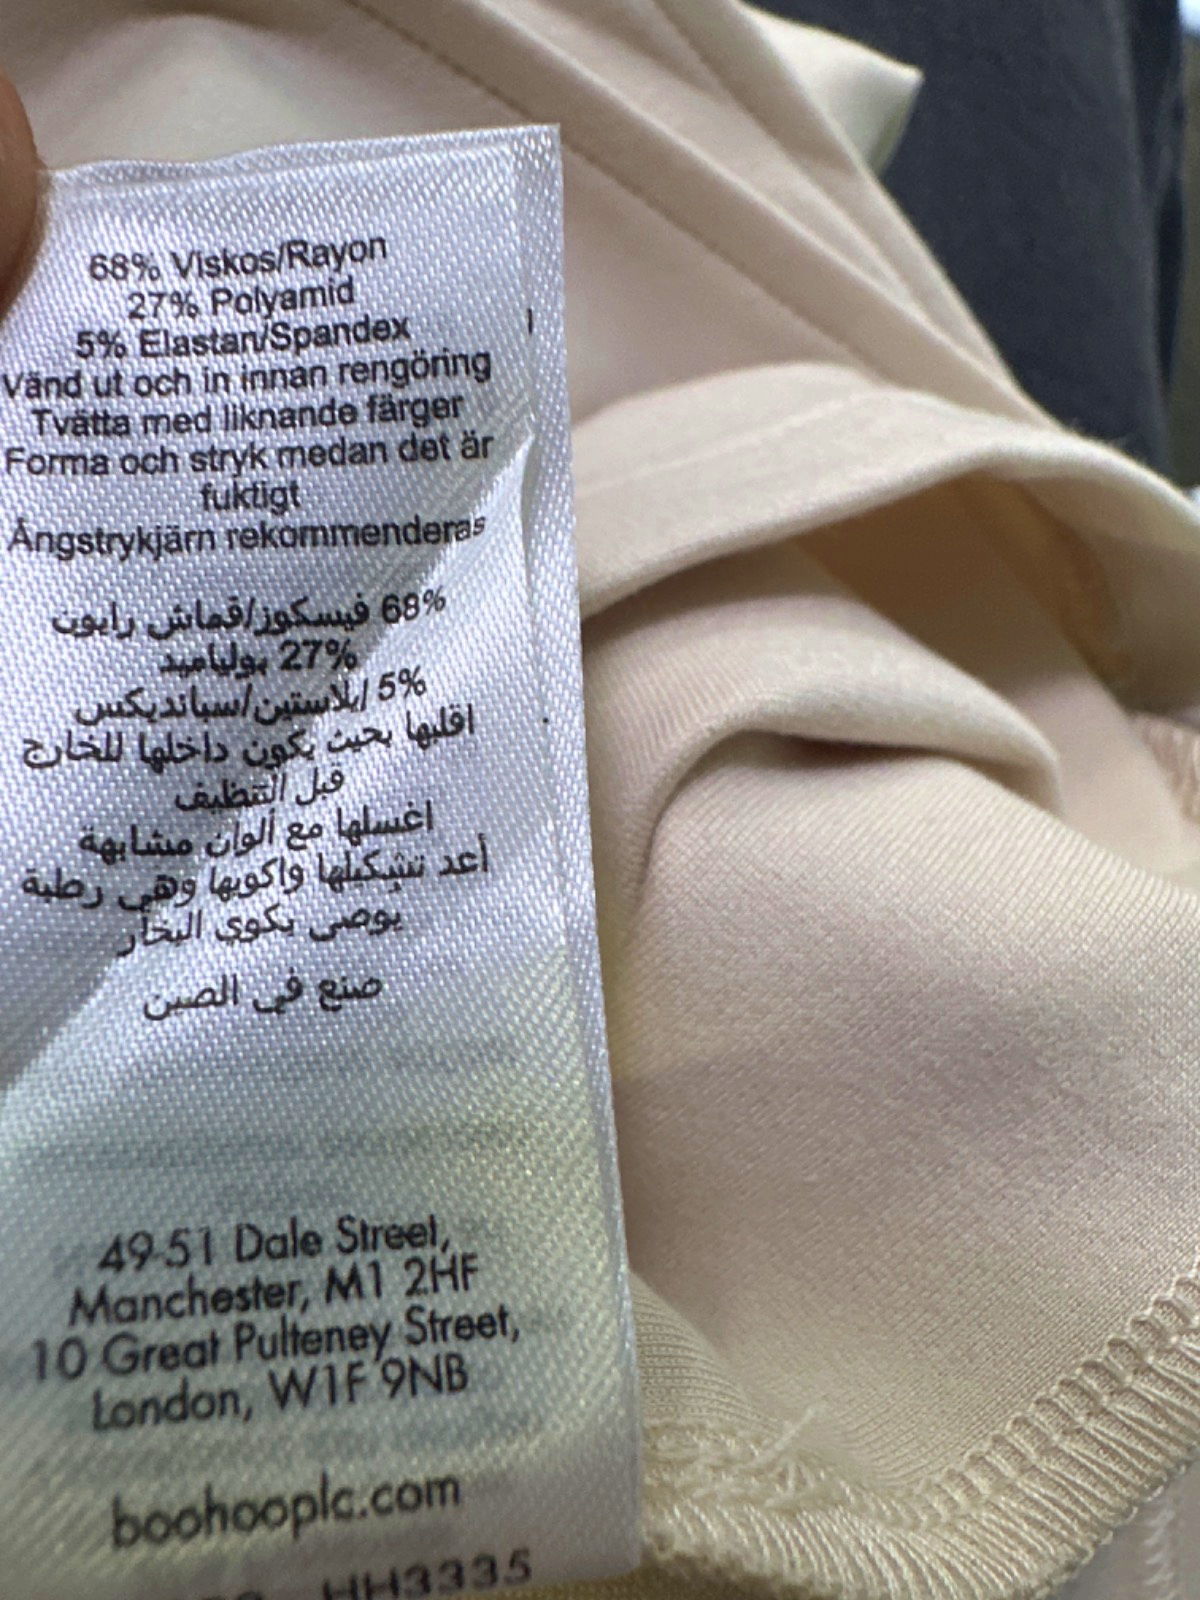 68% Viskos/Rayon
27% Polyamid
5% Elastan/Spandex
Vänd ut och in innan rengöring
Tvätta med liknande färger
Forma och stryk medan det är
fuktigt
Ångstrykjärn rekommenderas
68% فيسكوز/قماش رايون
27% بولياميد
5% إيلاستين/سبانديكس
اقلبها بحيث يكون داخلها للخارج
قبل التنظيف
اغسلها مع ألوان مشابهة
أعد تشكيلها واكويها وهي رطبة
يوصى بكوي البخار
صنع في الصين
49-51 Dale Street,
Manchester, M1 2HF
10 Great Pulteney Street,
London, W1F 9NB
boohooplc.com
HH3335